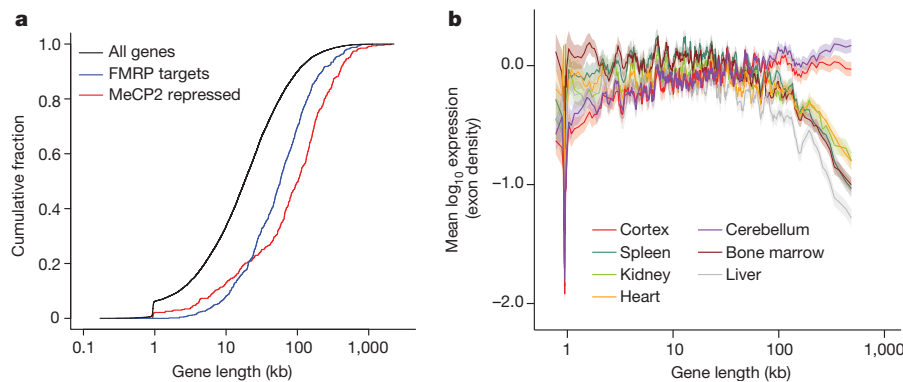 a
All genes
FMRP targets
MeCP2 repressed
1.0
0.8
0.6
0.4
0.2
0
Cumulative fraction
0.1
1
10
100
1,000
Gene length (kb)
b
0.0
−1.0
−2.0
Mean log10 expression
(exon density)
Cortex
Spleen
Kidney
Heart
Cerebellum
Bone marrow
Liver
1
10
100
1,000
Gene length (kb)